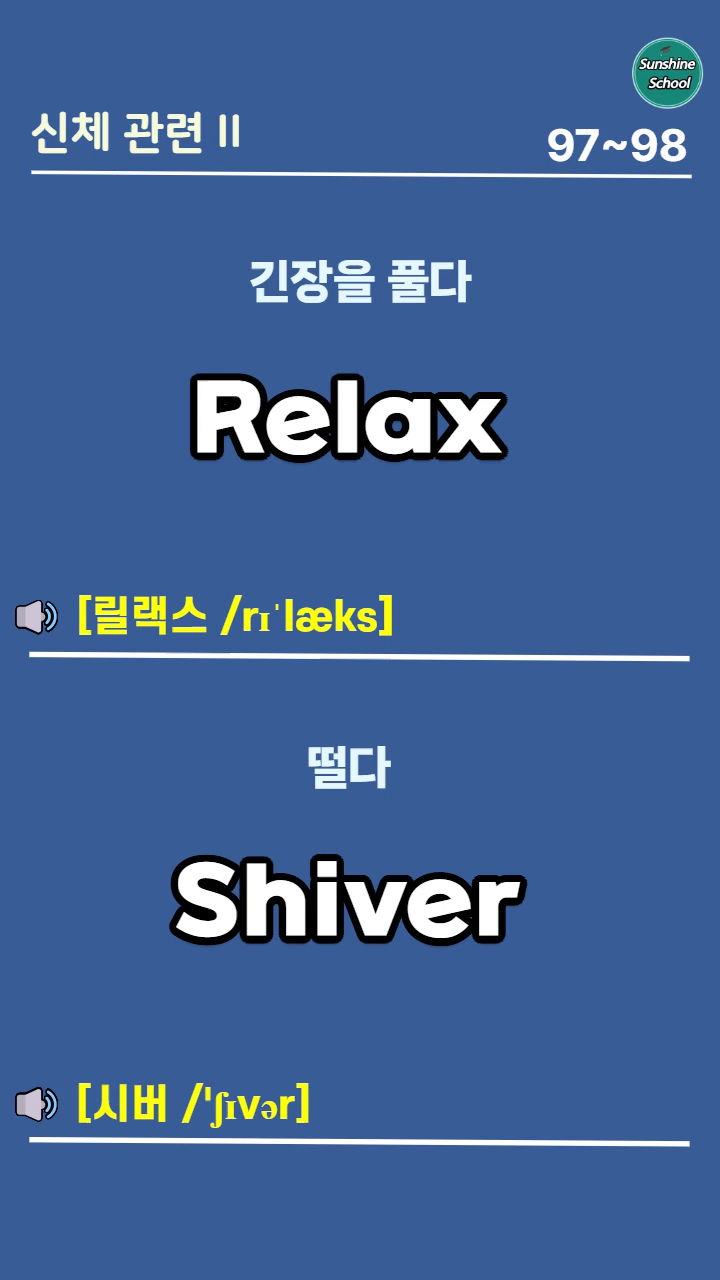 Sunshine
School
신체 관련 II
97~98
긴장을 풀다
Relax
[릴랙스 /rɪˈlæks]
떨다
Shiver
[시버 /ˈʃɪvər]